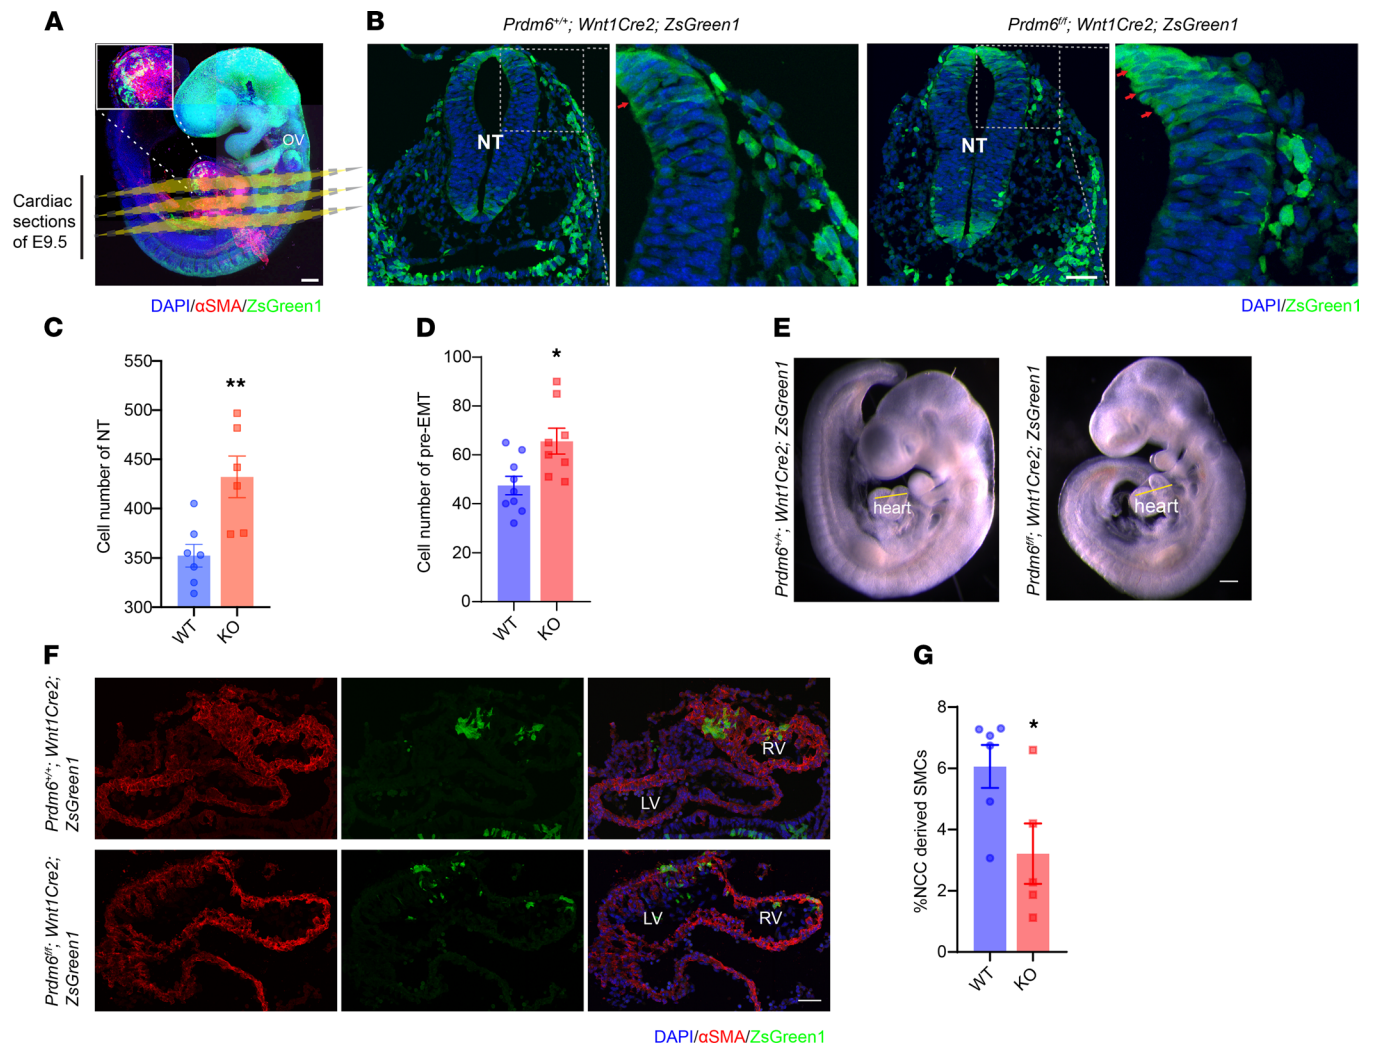 A
OV
Cardiac
sections
of E9.5
DAPI/αSMA/ZsGreen1
B
Prdm6+/+; Wnt1Cre2; ZsGreen1
Prdm6f/f; Wnt1Cre2; ZsGreen1
NT
NT
DAPI/ZsGreen1
C
Cell number of NT
550
500
450
400
350
300
**
WT
KO
D
Cell number of pre-EMT
100
80
60
40
20
0
*
WT
KO
E
Prdm6+/+; Wnt1Cre2; ZsGreen1
heart
Prdm6f/f; Wnt1Cre2; ZsGreen1
heart
F
Prdm6+/+; Wnt1Cre2;
ZsGreen1
LV
RV
Prdm6f/f; Wnt1Cre2;
ZsGreen1
LV
RV
DAPI/αSMA/ZsGreen1
G
%NCC derived SMCs
8
6
4
2
0
*
WT
KO